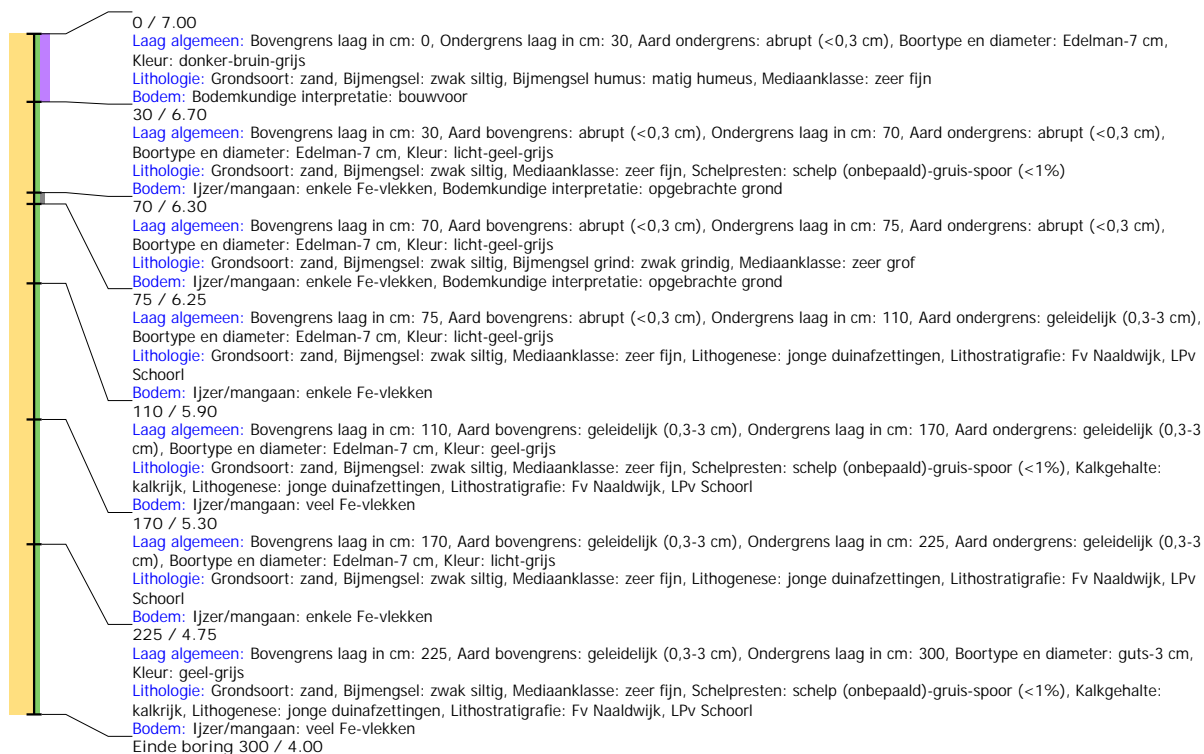 0 / 7.00
Laag algemeen: Bovengrens laag in cm: 0, Ondergrens laag in cm: 30, Aard ondergrens: abrupt (<0,3 cm), Boortype en diameter: Edelman-7 cm,
Kleur: donker-bruin-grijs
Lithologie: Grondsoort: zand, Bijmengsel: zwak siltig, Bijmengsel humus: matig humeus, Mediaanklasse: zeer fijn
Bodem: Bodemkundige interpretatie: bouwvoor
30 / 6.70
Laag algemeen: Bovengrens laag in cm: 30, Aard bovengrens: abrupt (<0,3 cm), Ondergrens laag in cm: 70, Aard ondergrens: abrupt (<0,3 cm),
Boortype en diameter: Edelman-7 cm, Kleur: licht-geel-grijs
Lithologie: Grondsoort: zand, Bijmengsel: zwak siltig, Mediaanklasse: zeer fijn, Schelpresten: schelp (onbepaald)-gruis-spoor (<1%)
Bodem: Ijzer/mangaan: enkele Fe-vlekken, Bodemkundige interpretatie: opgebrachte grond
70 / 6.30
Laag algemeen: Bovengrens laag in cm: 70, Aard bovengrens: abrupt (<0,3 cm), Ondergrens laag in cm: 75, Aard ondergrens: abrupt (<0,3 cm),
Boortype en diameter: Edelman-7 cm, Kleur: licht-geel-grijs
Lithologie: Grondsoort: zand, Bijmengsel: zwak siltig, Bijmengsel grind: zwak grindig, Mediaanklasse: zeer grof
Bodem: Ijzer/mangaan: enkele Fe-vlekken, Bodemkundige interpretatie: opgebrachte grond
75 / 6.25
Laag algemeen: Bovengrens laag in cm: 75, Aard bovengrens: abrupt (<0,3 cm), Ondergrens laag in cm: 110, Aard ondergrens: geleidelijk (0,3-3 cm),
Boortype en diameter: Edelman-7 cm, Kleur: licht-geel-grijs
Lithologie: Grondsoort: zand, Bijmengsel: zwak siltig, Mediaanklasse: zeer fijn, Lithogenese: jonge duinafzettingen, Lithostratigrafie: Fv Naaldwijk, LPv
Schoorl
Bodem: Ijzer/mangaan: enkele Fe-vlekken
110 / 5.90
Laag algemeen: Bovengrens laag in cm: 110, Aard bovengrens: geleidelijk (0,3-3 cm), Ondergrens laag in cm: 170, Aard ondergrens: geleidelijk (0,3-3
cm), Boortype en diameter: Edelman-7 cm, Kleur: geel-grijs
Lithologie: Grondsoort: zand, Bijmengsel: zwak siltig, Mediaanklasse: zeer fijn, Schelpresten: schelp (onbepaald)-gruis-spoor (<1%), Kalkgehalte:
kalkrijk, Lithogenese: jonge duinafzettingen, Lithostratigrafie: Fv Naaldwijk, LPv Schoorl
Bodem: Ijzer/mangaan: veel Fe-vlekken
170 / 5.30
Laag algemeen: Bovengrens laag in cm: 170, Aard bovengrens: geleidelijk (0,3-3 cm), Ondergrens laag in cm: 225, Aard ondergrens: geleidelijk (0,3-3
cm), Boortype en diameter: Edelman-7 cm, Kleur: licht-grijs
Lithologie: Grondsoort: zand, Bijmengsel: zwak siltig, Mediaanklasse: zeer fijn, Lithogenese: jonge duinafzettingen, Lithostratigrafie: Fv Naaldwijk, LPv
Schoorl
Bodem: Ijzer/mangaan: enkele Fe-vlekken
225 / 4.75
Laag algemeen: Bovengrens laag in cm: 225, Aard bovengrens: geleidelijk (0,3-3 cm), Ondergrens laag in cm: 300, Boortype en diameter: guts-3 cm,
Kleur: geel-grijs
Lithologie: Grondsoort: zand, Bijmengsel: zwak siltig, Mediaanklasse: zeer fijn, Schelpresten: schelp (onbepaald)-gruis-spoor (<1%), Kalkgehalte:
kalkrijk, Lithogenese: jonge duinafzettingen, Lithostratigrafie: Fv Naaldwijk, LPv Schoorl
Bodem: Ijzer/mangaan: veel Fe-vlekken
Einde boring 300 / 4.00